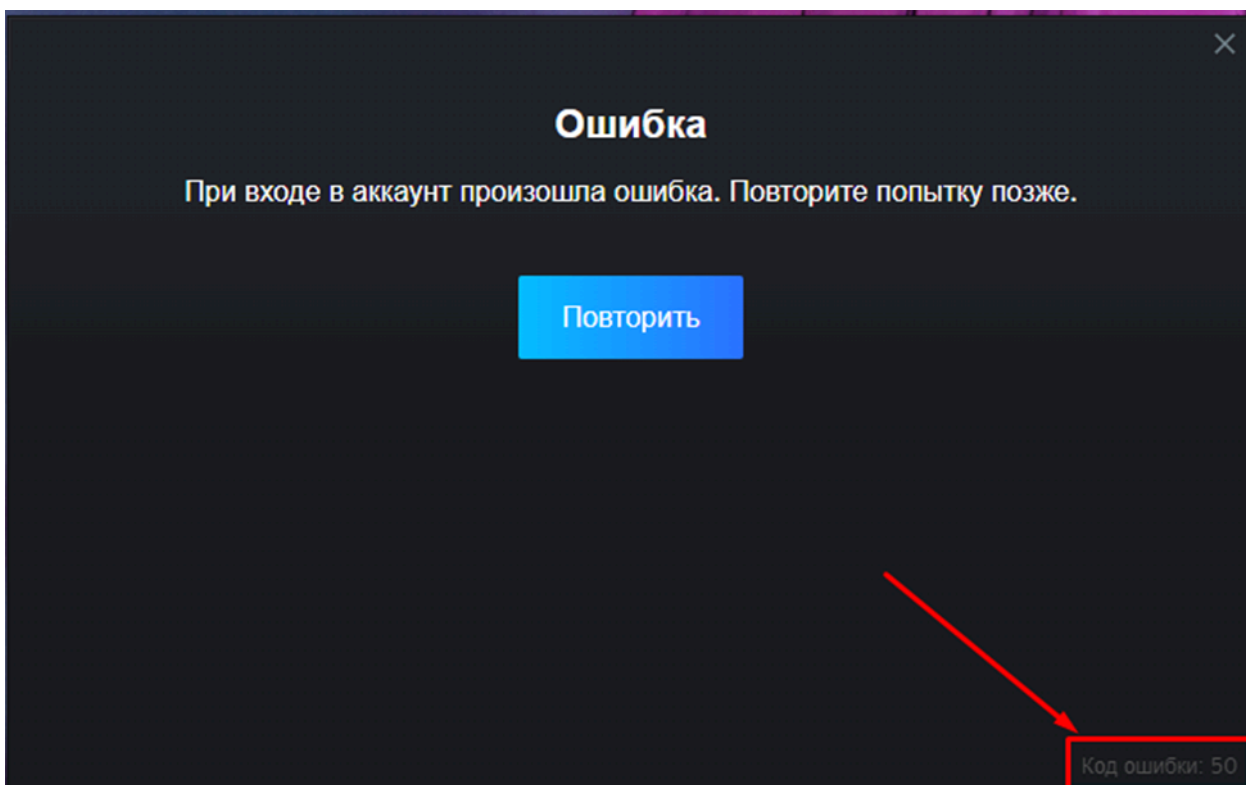 Ошибка
При входе в аккаунт произошла ошибка. Повторите попытку позже.
Повторить
Код ошибки: 50